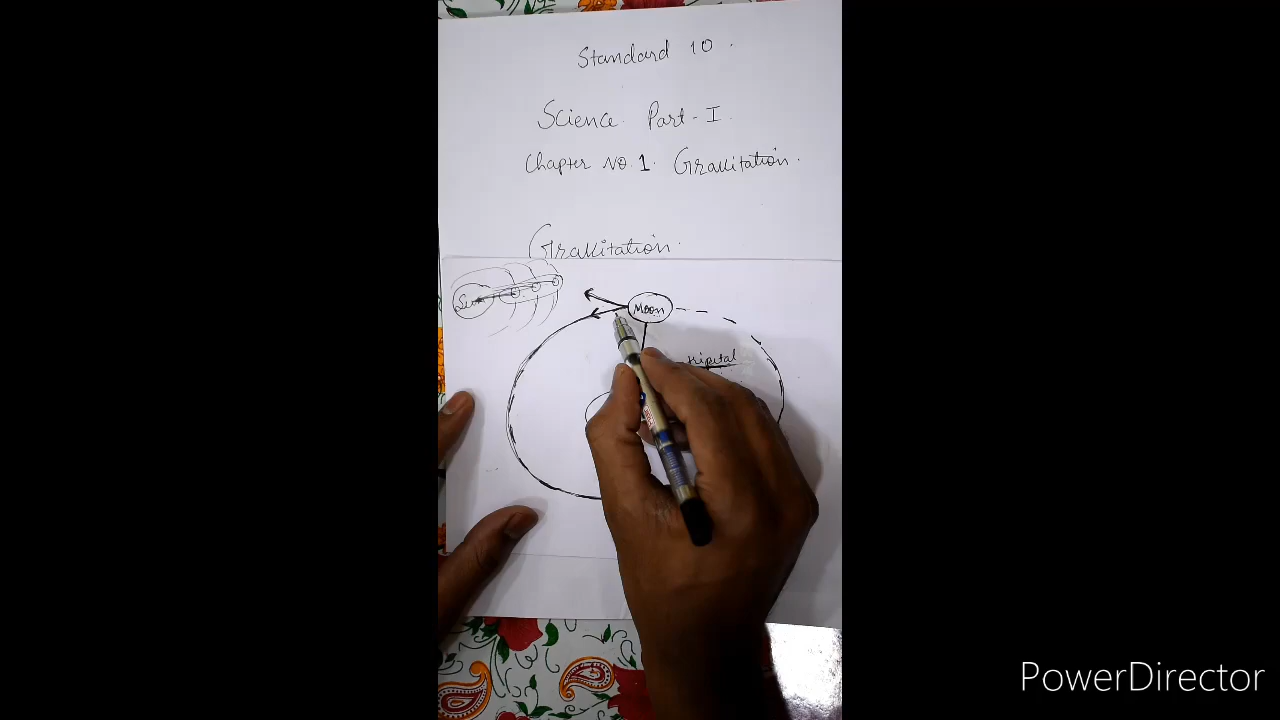 Standard 10.
Science Part-I
Chapter No.1. Gravitation.
Gravitation.
Sun
Moon
PowerDirector